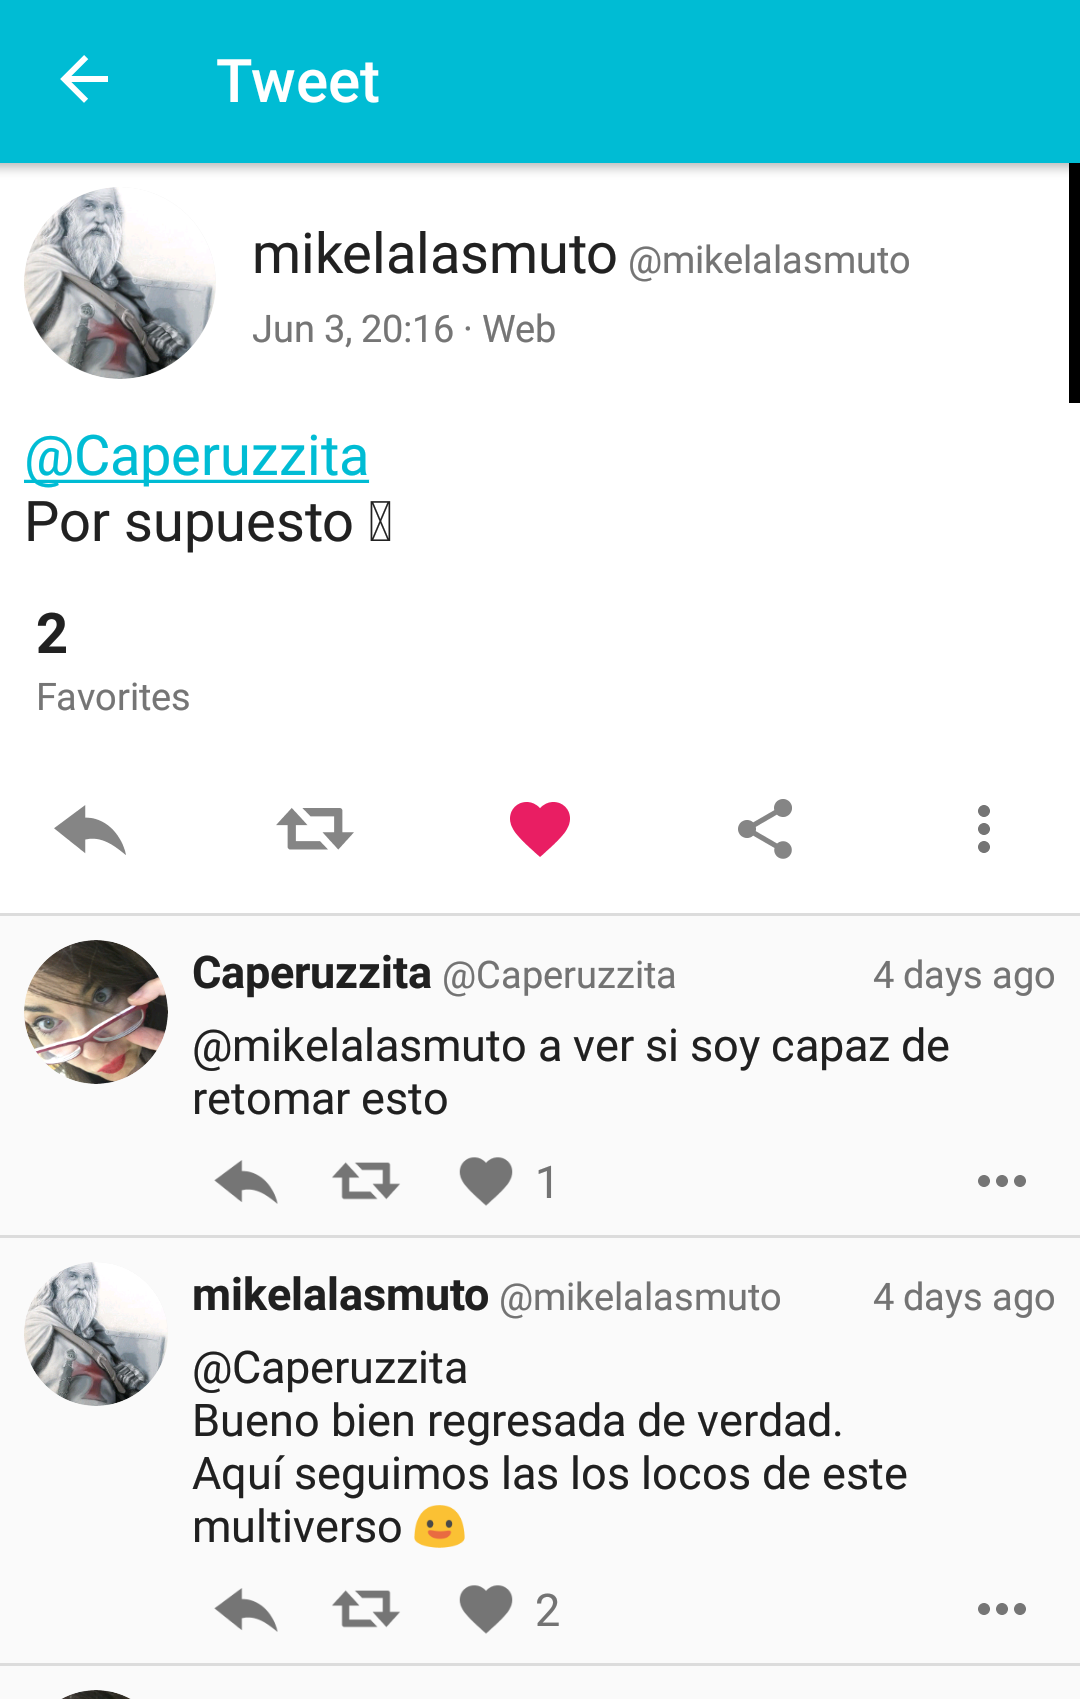 Tweet
mikelalasmuto @mikelalasmuto
Jun 3, 20:16 · Web
@Caperuzzita
Por supuesto
2
Favorites
Caperuzzita @Caperuzzita 4 days ago
@mikelalasmuto a ver si soy capaz de
retomar esto
1
mikelalasmuto @mikelalasmuto 4 days ago
@Caperuzzita
Bueno bien regresada de verdad.
Aquí seguimos las los locos de este
multiverso 😃
2